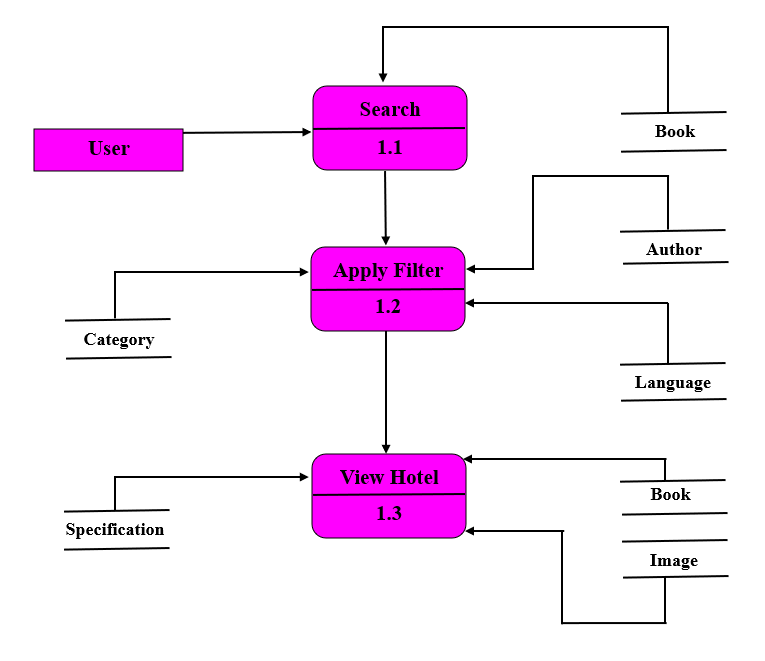 Search
1.1
Book
User
Author
Apply Filter
1.2
Category
Language
View Hotel
1.3
Book
Specification
Image